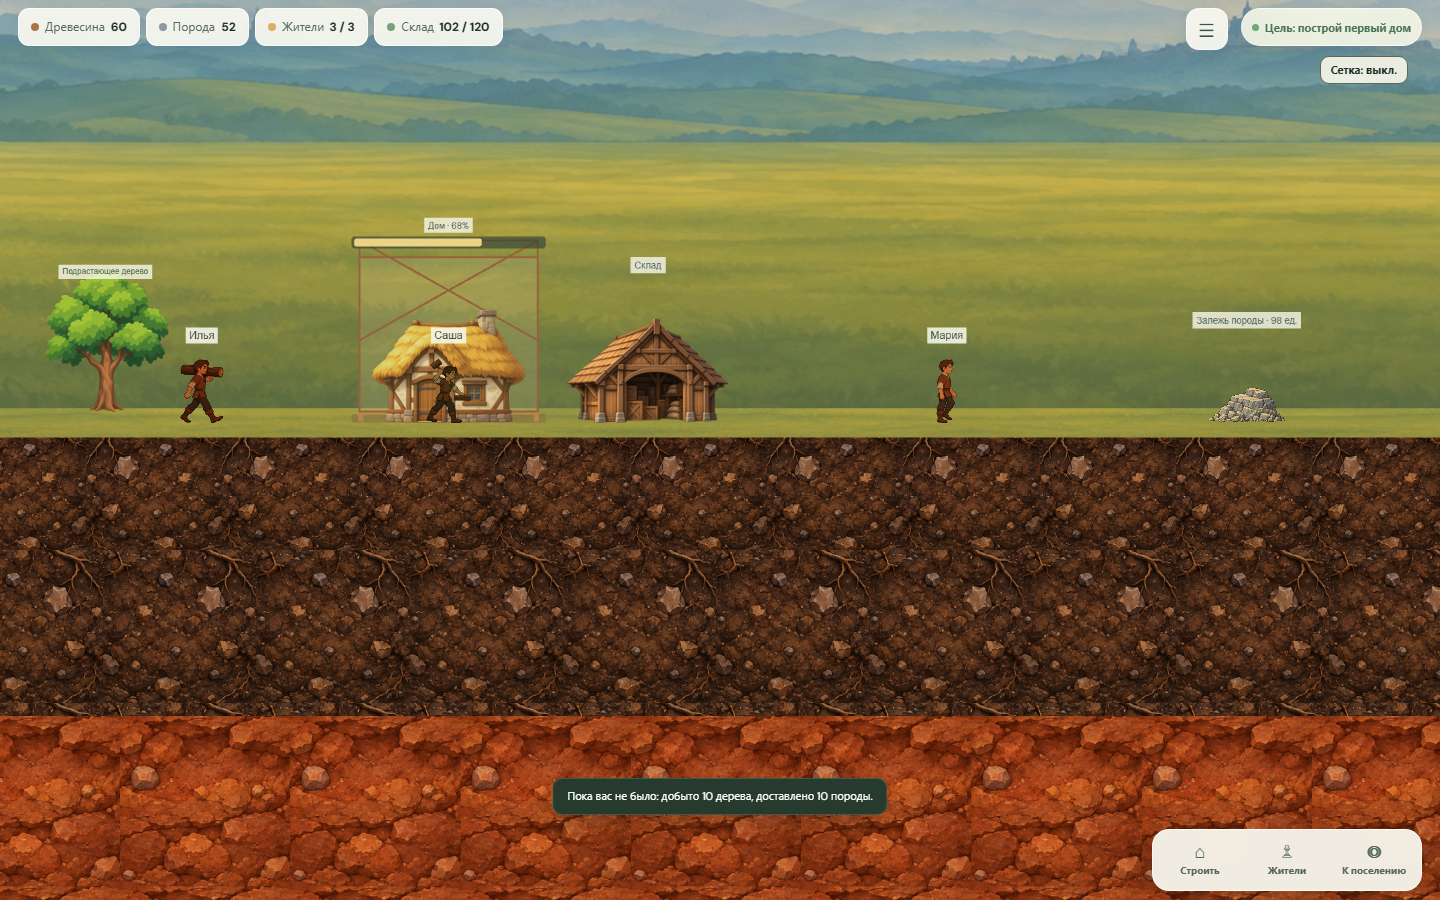 Древесина 60
Порода 52
Жители 3 / 3
Склад 102 / 120
Цель: построй первый дом
Сетка: выкл.
Дом · 68%
Подрастающее дерево
Склад
Залежь породы · 98 ед.
Илья
Саша
Мария
Пока вас не было: добыто 10 дерева, доставлено 10 породы.
Строить
Жители
К поселению